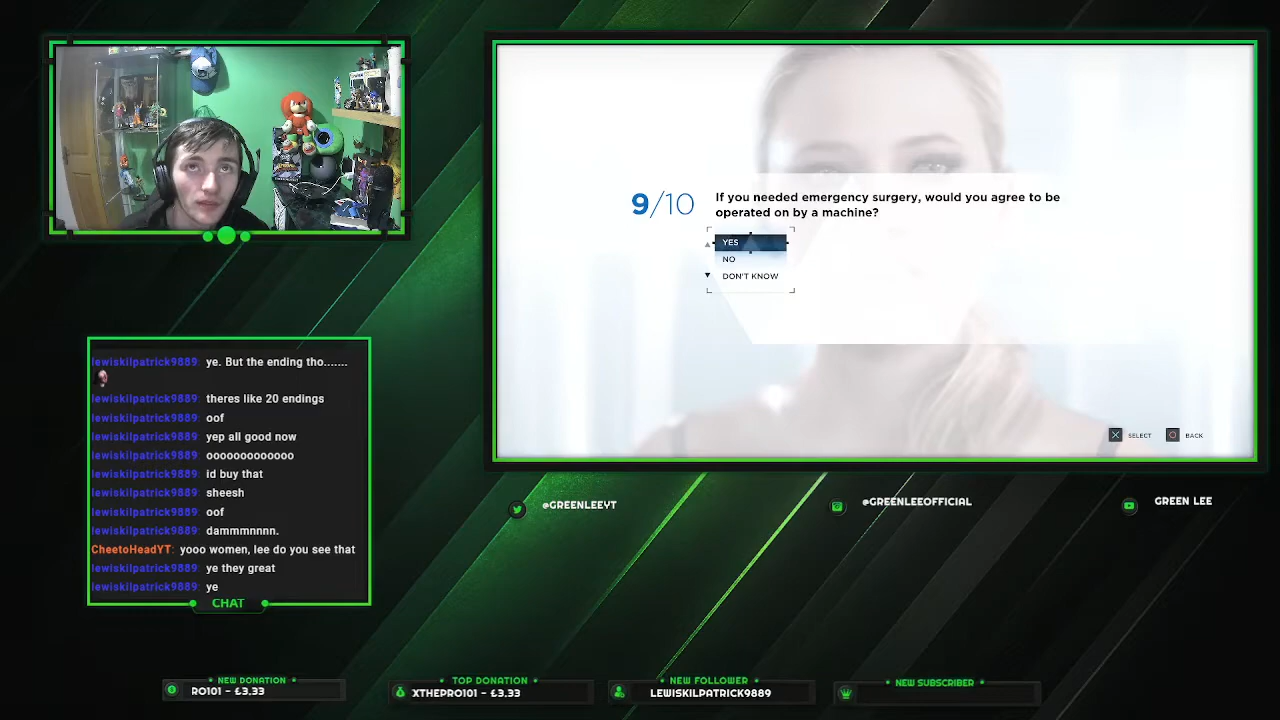 9/10
If you needed emergency surgery, would you agree to be
operated on by a machine?
YES
NO
DON'T KNOW
SELECT
BACK
lewiskilpatrick9889: ye. But the ending tho.......
lewiskilpatrick9889: theres like 20 endings
lewiskilpatrick9889: oof
lewiskilpatrick9889: yep all good now
lewiskilpatrick9889: ooooooooooooo
lewiskilpatrick9889: id buy that
lewiskilpatrick9889: sheesh
lewiskilpatrick9889: oof
lewiskilpatrick9889: dammmnnnn.
CheetoHeadYT: yooo women, lee do you see that
lewiskilpatrick9889: ye they great
lewiskilpatrick9889: ye
CHAT
@GREENLEEYT
@GREENLEEOFFICIAL
GREEN LEE
NEW DONATION
RO101 - £3.33
TOP DONATION
XTHEPRO101 - £3.33
NEW FOLLOWER
LEWISKILPATRICK9889
NEW SUBSCRIBER